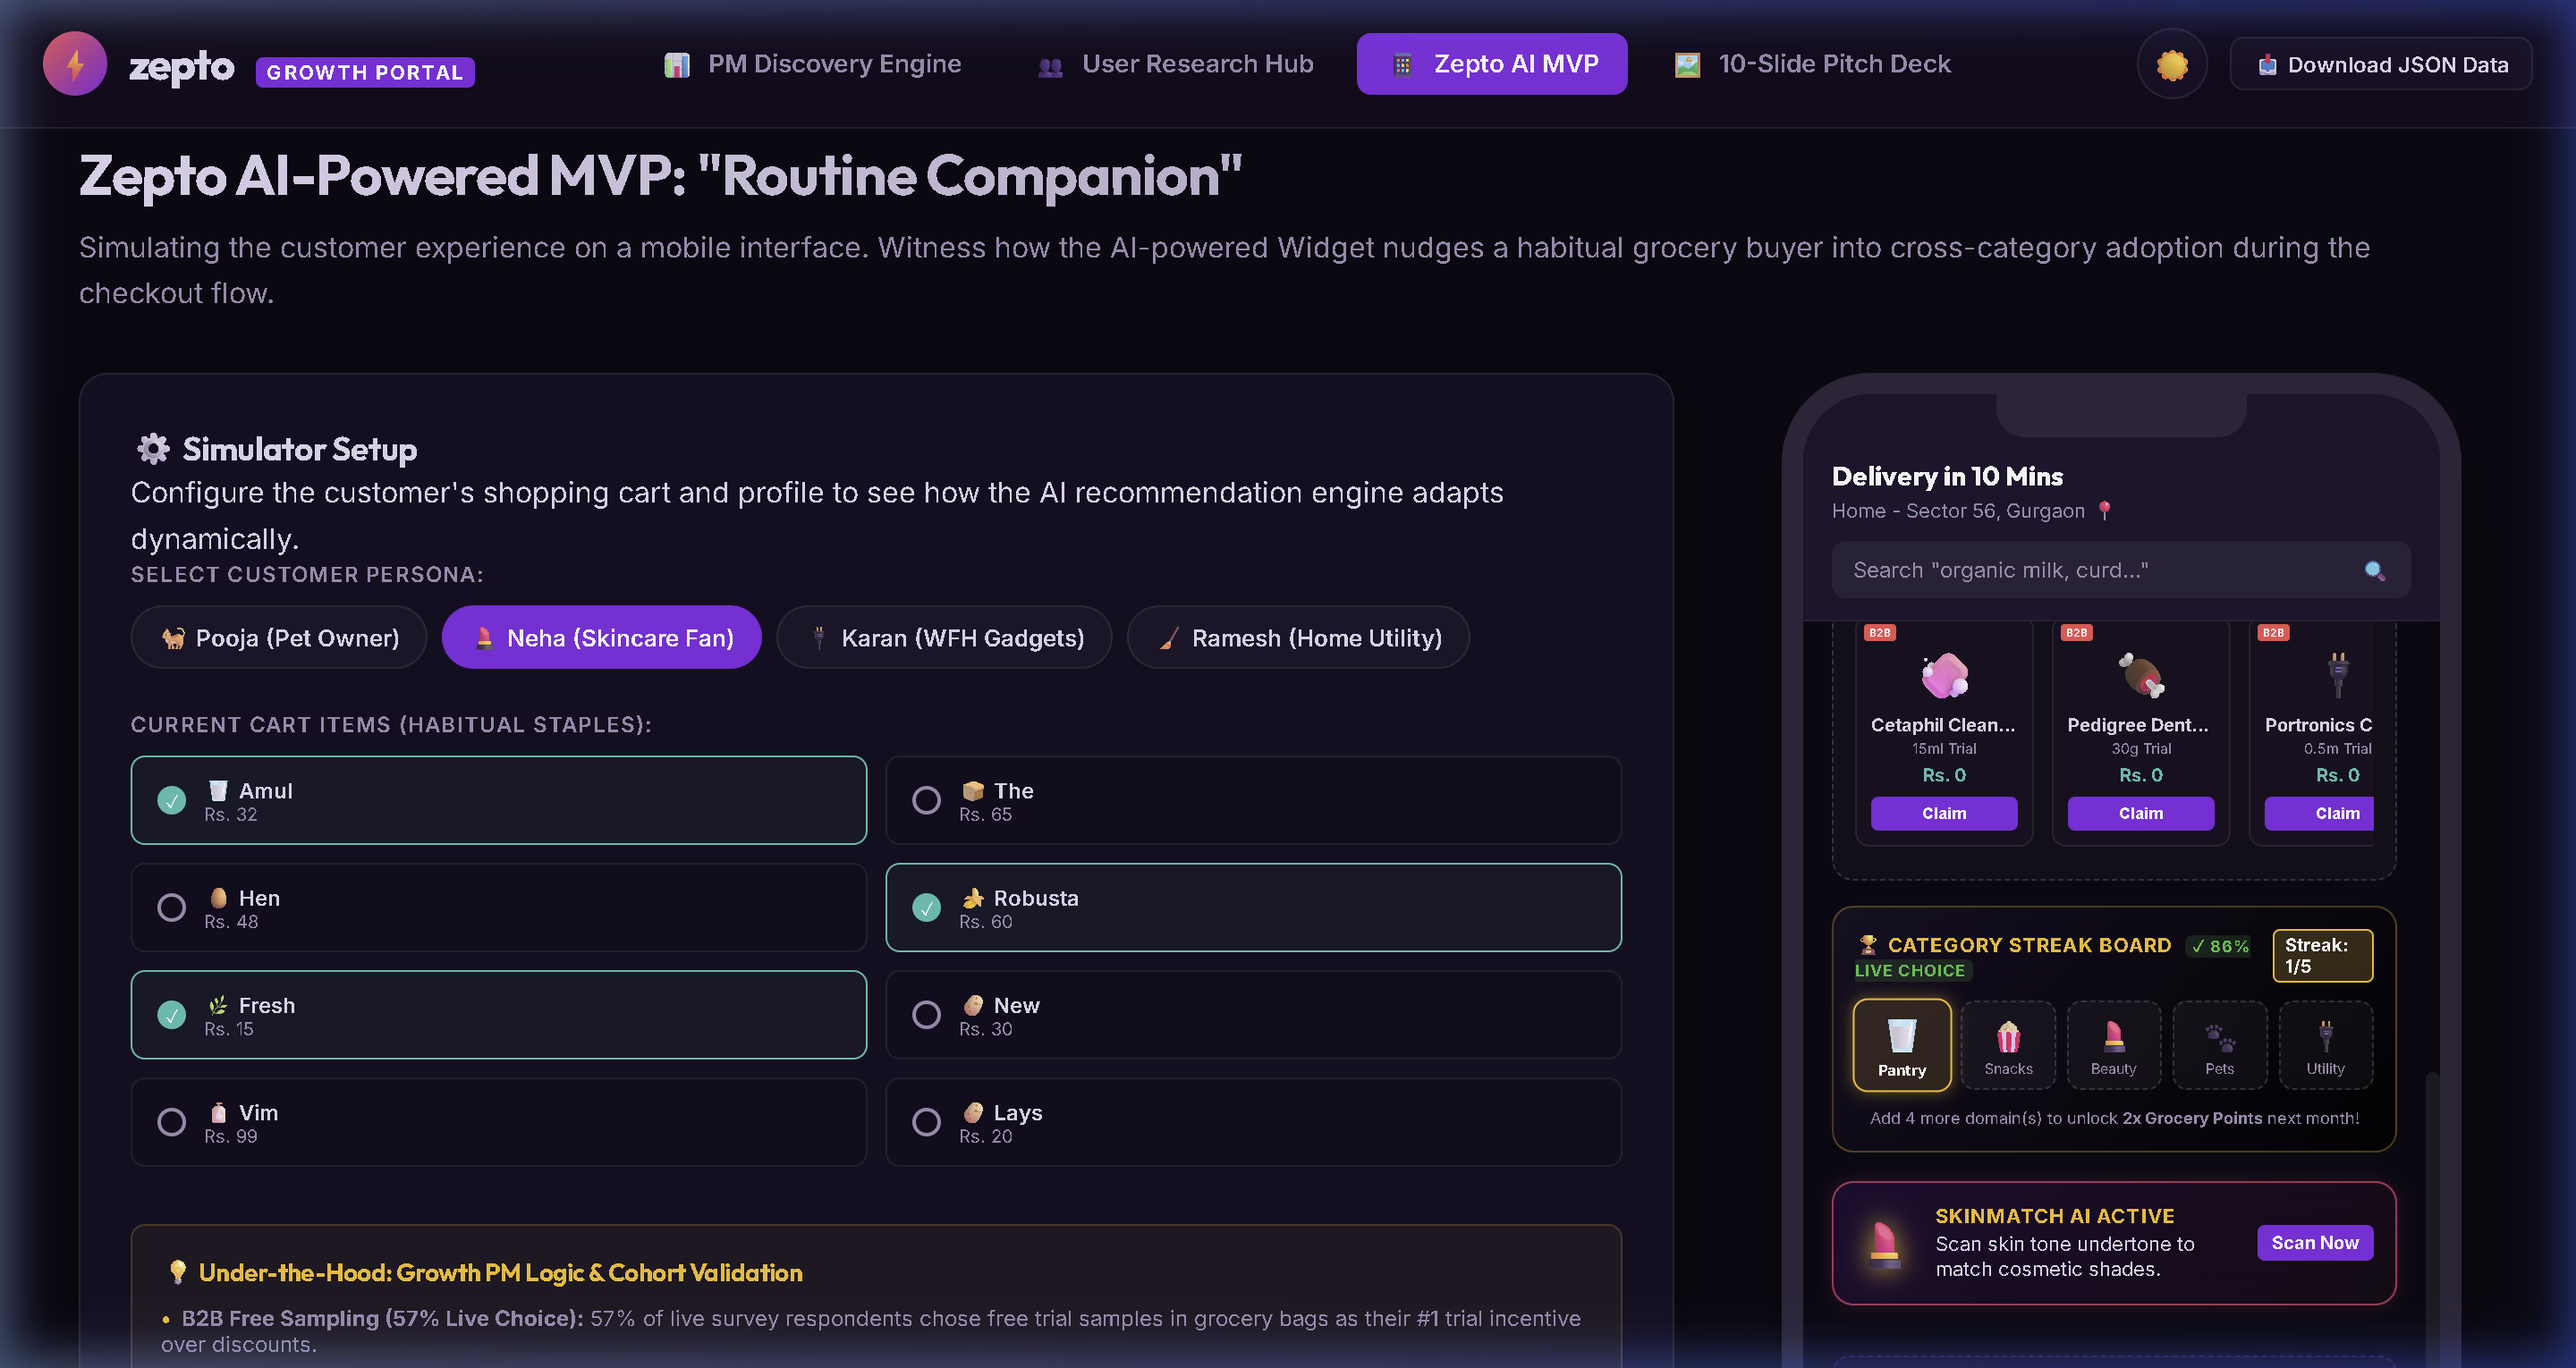 zepto GROWTH PORTAL
PM Discovery Engine
User Research Hub
Zepto AI MVP
10-Slide Pitch Deck
Download JSON Data
Zepto AI-Powered MVP: "Routine Companion"
Simulating the customer experience on a mobile interface. Witness how the AI-powered Widget nudges a habitual grocery buyer into cross-category adoption during the
checkout flow.
Simulator Setup
Configure the customer's shopping cart and profile to see how the AI recommendation engine adapts
dynamically.
SELECT CUSTOMER PERSONA:
Pooja (Pet Owner)
Neha (Skincare Fan)
Karan (WFH Gadgets)
Ramesh (Home Utility)
CURRENT CART ITEMS (HABITUAL STAPLES):
Amul
Rs. 32
The
Rs. 65
Hen
Rs. 48
Robusta
Rs. 60
Fresh
Rs. 15
New
Rs. 30
Vim
Rs. 99
Lays
Rs. 20
Under-the-Hood: Growth PM Logic & Cohort Validation
• B2B Free Sampling (57% Live Choice): 57% of live survey respondents chose free trial samples in grocery bags as their #1 trial incentive
over discounts.
Delivery in 10 Mins
Home - Sector 56, Gurgaon
Search "organic milk, curd..."
B2B
Cetaphil Clean...
15ml Trial
Rs. 0
Claim
B2B
Pedigree Dent...
30g Trial
Rs. 0
Claim
B2B
Portronics C
0.5m Trial
Rs. 0
Claim
CATEGORY STREAK BOARD ✓ 86%
LIVE CHOICE
Streak:
1/5
Pantry
Snacks
Beauty
Pets
Utility
Add 4 more domain(s) to unlock 2x Grocery Points next month!
SKINMATCH AI ACTIVE
Scan skin tone undertone to
match cosmetic shades.
Scan Now